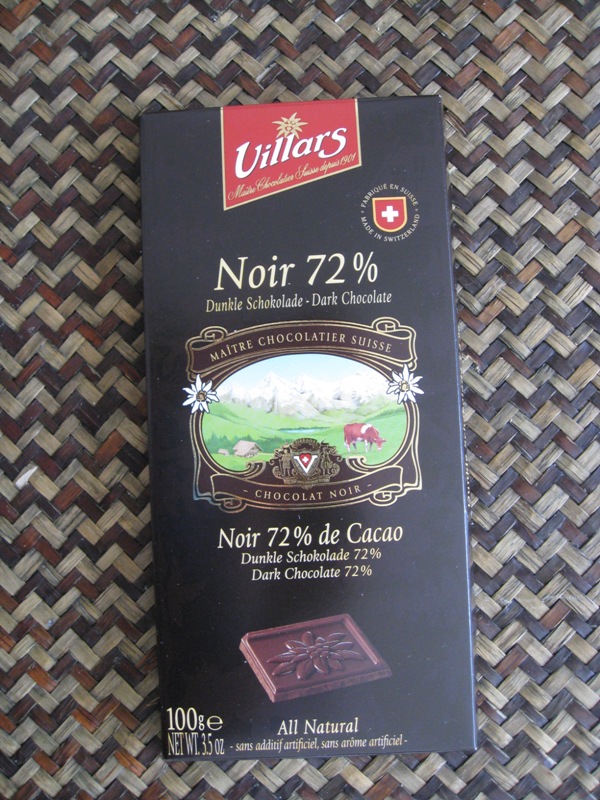 Villars
Maître Chocolatier Suisse depuis 1901
FABRIQUÉ EN SUISSE
MADE IN SWITZERLAND
Noir 72%
Dunkle Schokolade - Dark Chocolate
MAÎTRE CHOCOLATIER SUISSE
V
- CHOCOLAT NOIR -
Noir 72% de Cacao
Dunkle Schokolade 72%
Dark Chocolate 72%
100g e
NET WT. 3.5 oz
All Natural
- sans additif artificiel, sans arôme artificiel -